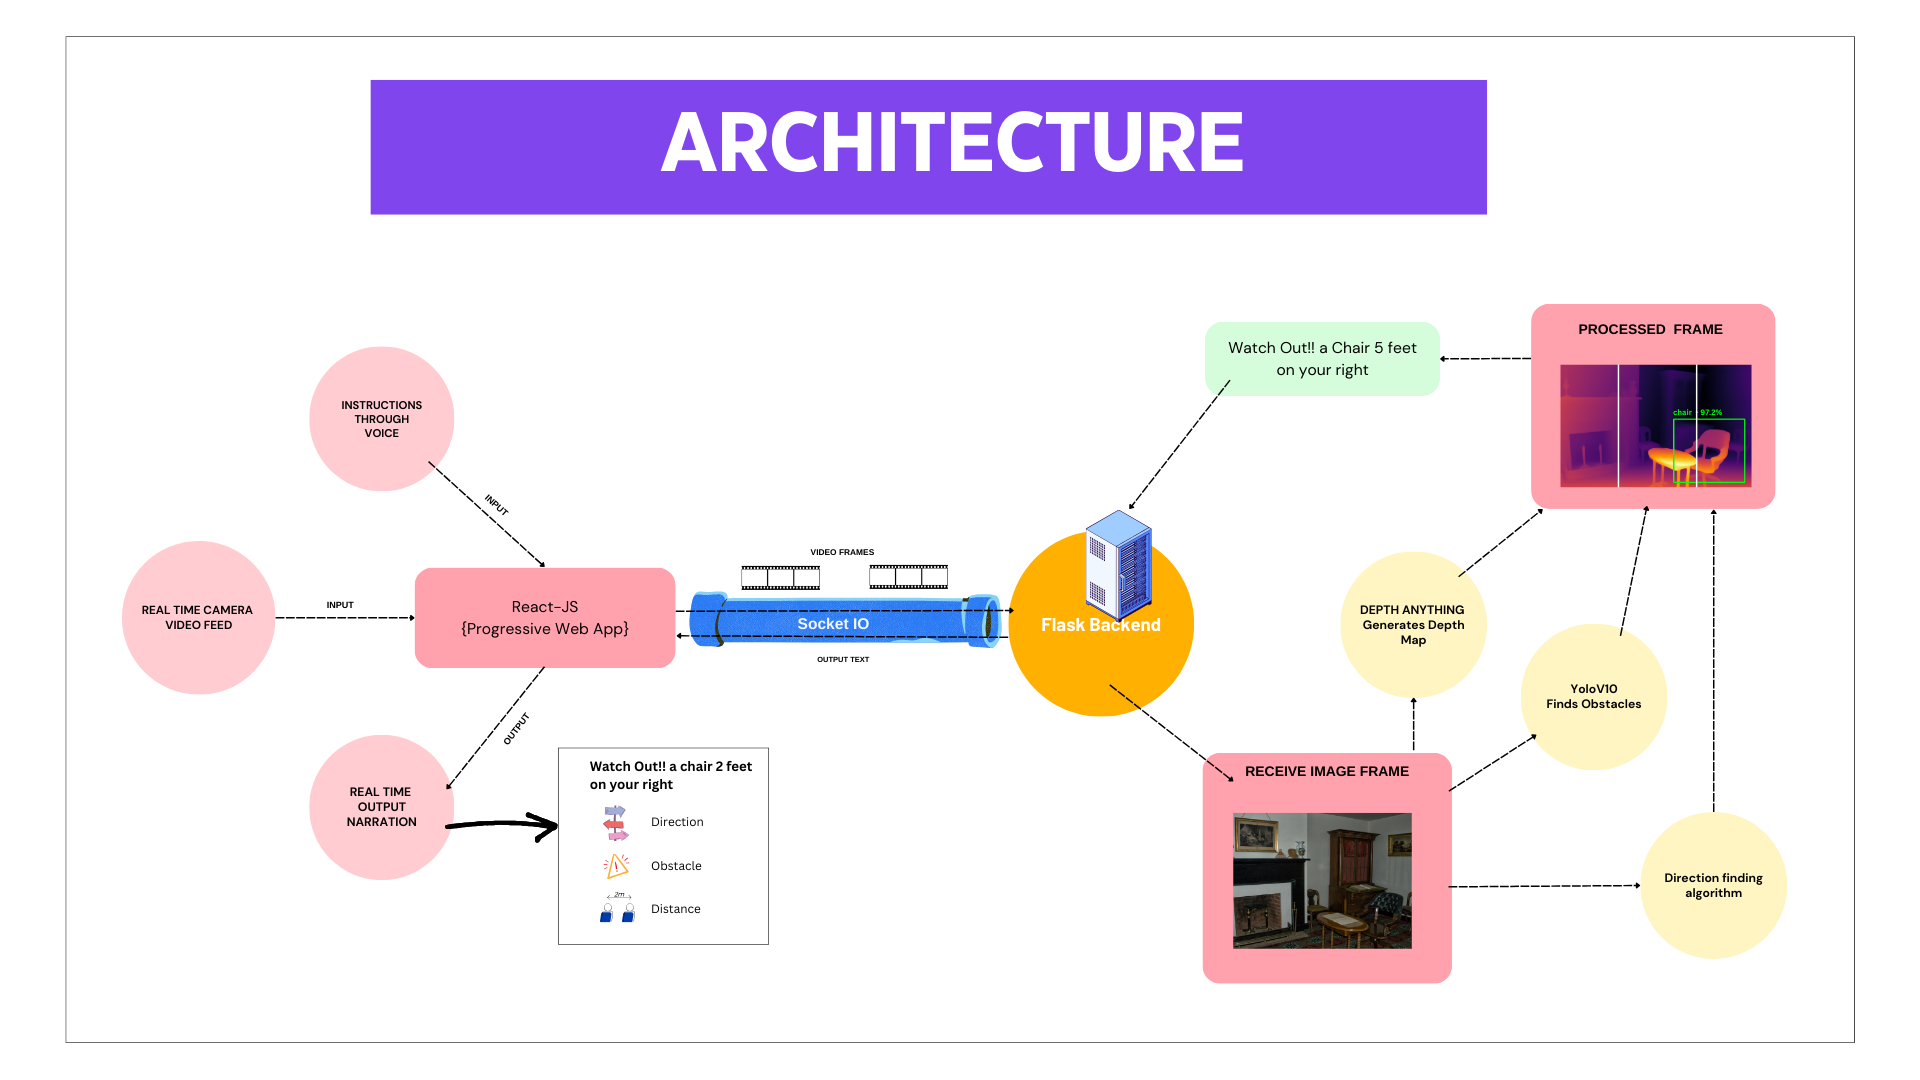 ARCHITECTURE
INSTRUCTIONS
THROUGH
VOICE
INPUT
REAL TIME CAMERA
VIDEO FEED
INPUT
React-JS
{Progressive Web App}
OUTPUT
REAL TIME
OUTPUT
NARRATION
Watch Out!! a chair 2 feet
on your right
Direction
Obstacle
2m
Distance
VIDEO FRAMES
Socket IO
OUTPUT TEXT
Flask Backend
Watch Out!! a Chair 5 feet
on your right
PROCESSED FRAME
chair 97.2%
DEPTH ANYTHING
Generates Depth
Map
YoloV10
Finds Obstacles
Direction finding
algorithm
RECEIVE IMAGE FRAME